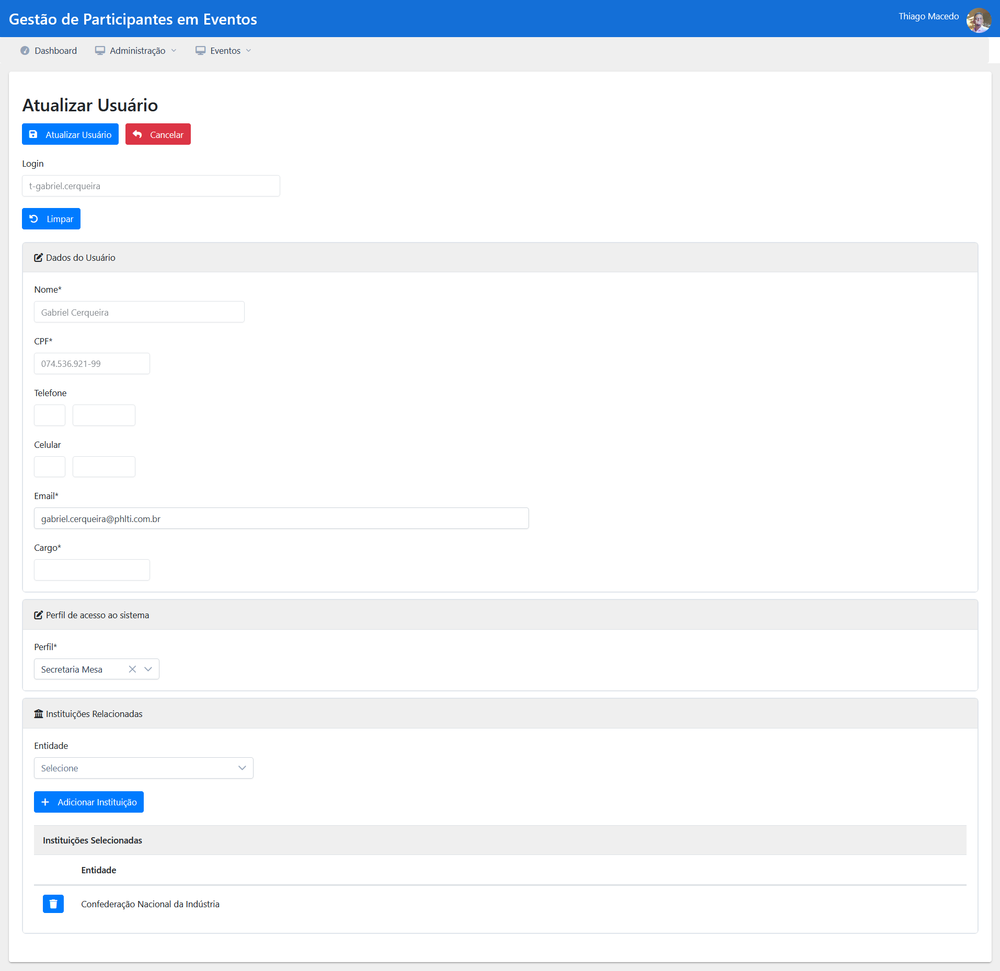 Gestão de Participantes em Eventos
Thiago Macedo
Dashboard
Administração
Eventos
Atualizar Usuário
Atualizar Usuário
Cancelar
Login
t-gabriel.cerqueira
Limpar
Dados do Usuário
Nome*
Gabriel Cerqueira
CPF*
074.536.921-99
Telefone
Celular
Email*
gabriel.cerqueira@phlti.com.br
Cargo*
Perfil de acesso ao sistema
Perfil*
Secretaria Mesa
Instituições Relacionadas
Entidade
Selecione
Adicionar Instituição
Instituições Selecionadas
Entidade
Confederação Nacional da Indústria